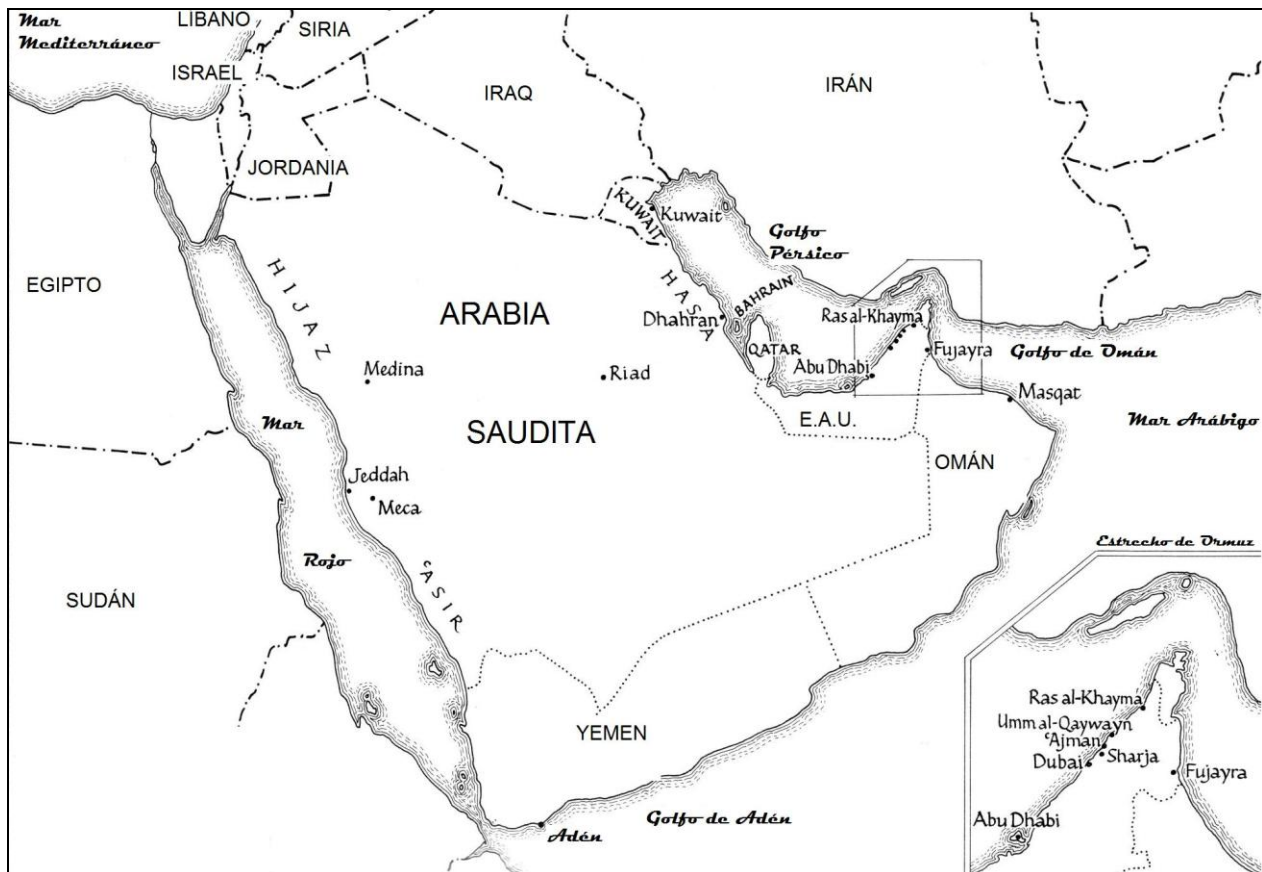 Mar
Mediterráneo
LIBANO
SIRIA
ISRAEL
IRAQ
IRÁN
JORDANIA
KUWAIT
Kuwait
EGIPTO
HIJAZ
Golfo
Pérsico
HASA
ARABIA
BAHRAIN
Dhahran
Ras al-Khayma
QATAR
Fujayra
Golfo de Omán
Medina
Riad
Abu Dhabi
Masqat
Mar
E.A.U.
Mar Arábigo
SAUDITA
OMÁN
Jeddah
Meca
Estrecho de Ormuz
Rojo
ʿASIR
SUDÁN
YEMEN
Ras al-Khayma
Umm al-Qaywayn
ʿAjman
Sharja
Dubai
Fujayra
Abu Dhabi
Golfo de Adén
Adén